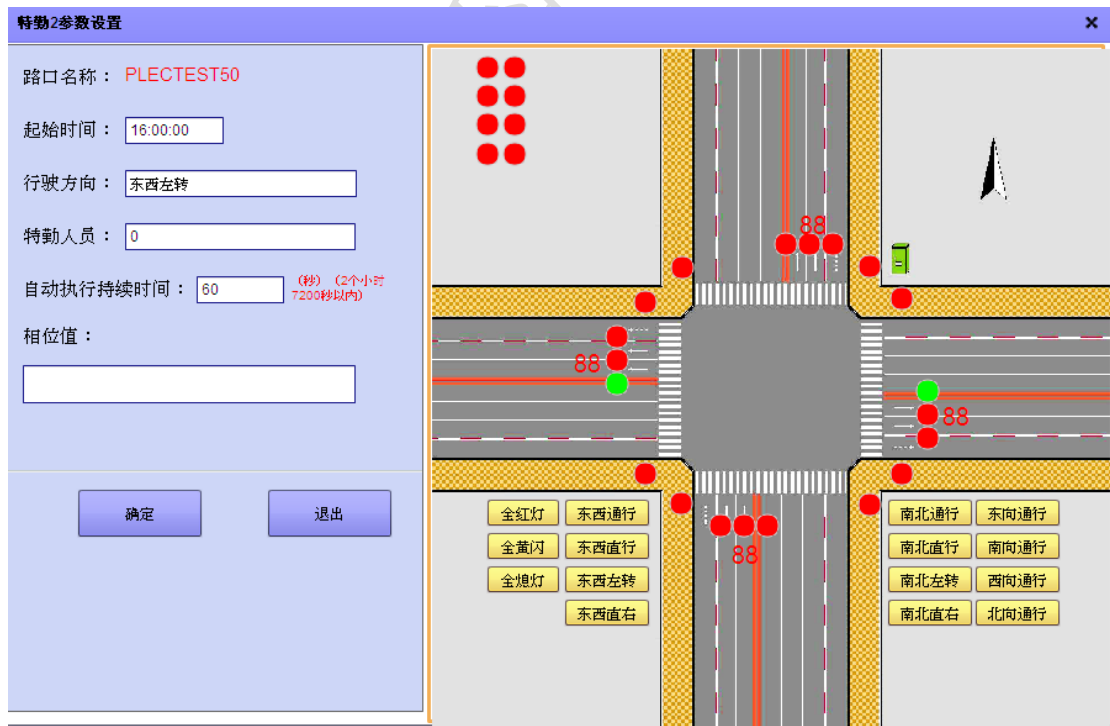 特勤2参数设置
路口名称： PLECTEST50
起始时间： 16:00:00
行驶方向： 东西左转
特勤人员： 0
自动执行持续时间： 60 （秒）（2个小时
7200秒以内）
相位值：
确定 退出
88
88
88
88
全红灯 东西通行
全黄闪 东西直行
全熄灯 东西左转
东西直右
南北通行 东向通行
南北直行 南向通行
南北左转 西向通行
南北直右 北向通行